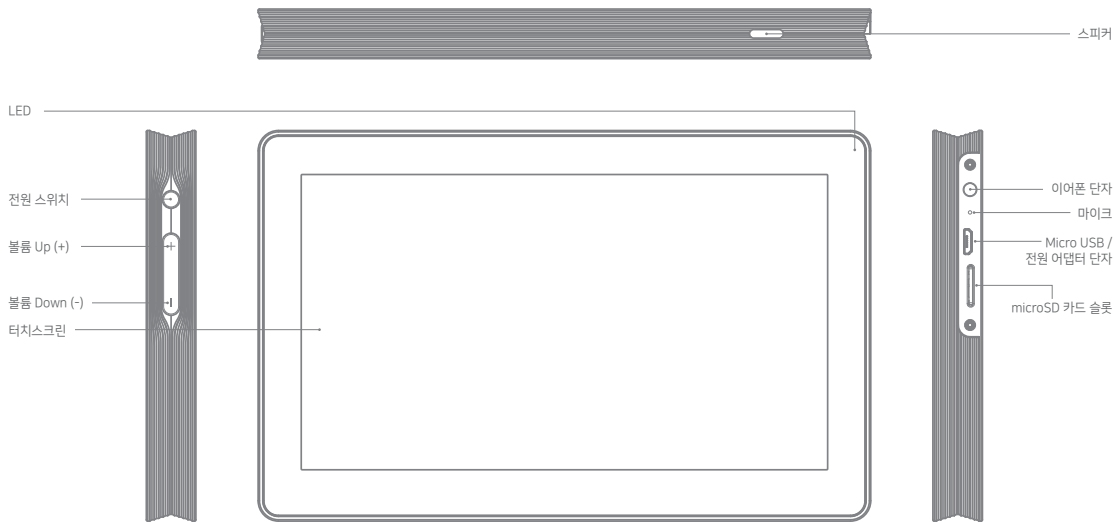 스피커
LED
전원 스위치
볼륨 Up (+)
볼륨 Down (-)
터치스크린
이어폰 단자
마이크
Micro USB /
전원 어댑터 단자
microSD 카드 슬롯